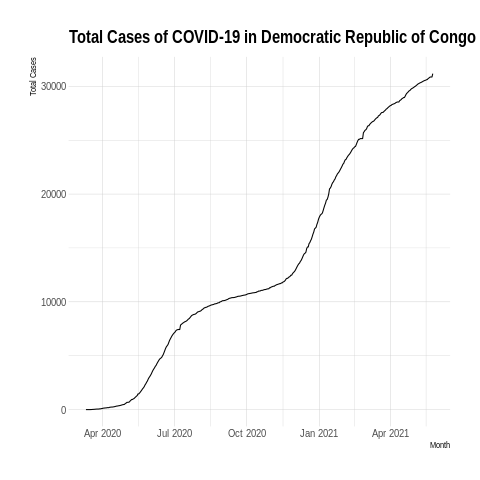 Total Cases of COVID-19 in Democratic Republic of Congo
Total Cases
30000
20000
10000
0
Apr 2020 Jul 2020 Oct 2020 Jan 2021 Apr 2021
Month